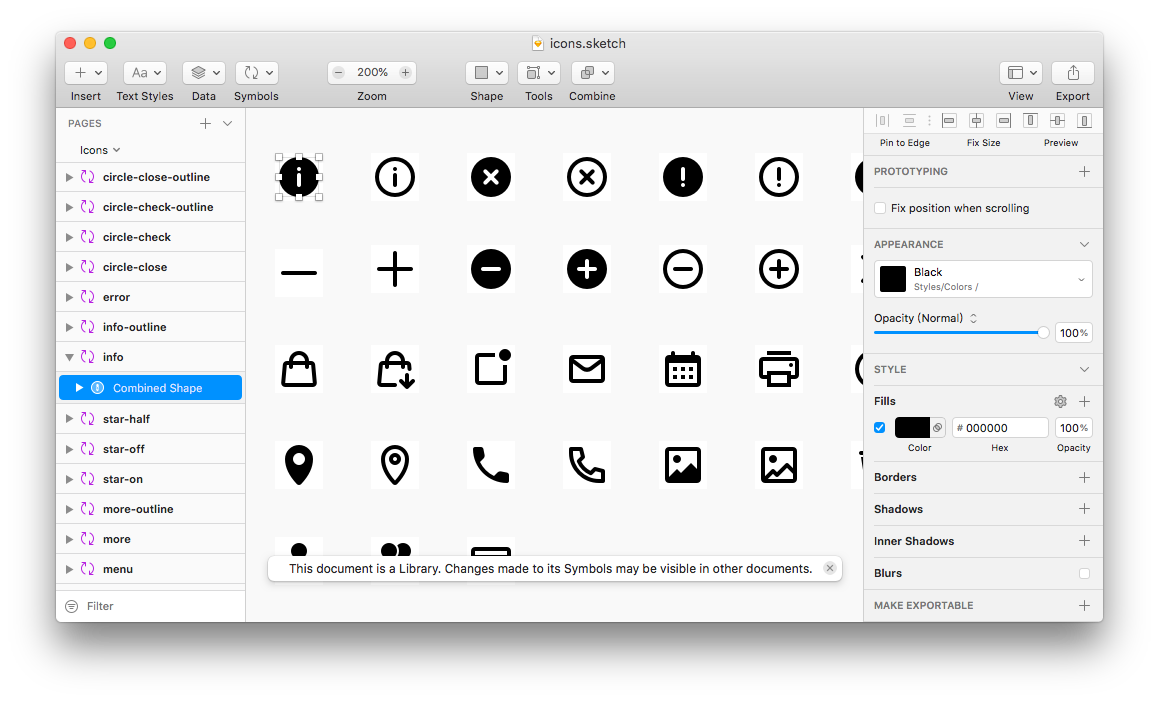 icons.sketch
200%
Insert
Text Styles
Data
Symbols
Zoom
Shape
Tools
Combine
View
Export
Aa
PAGES
Icons
circle-close-outline
circle-check-outline
circle-check
circle-close
error
info-outline
info
Combined Shape
star-half
star-off
star-on
more-outline
more
menu
Filter
This document is a Library. Changes made to its Symbols may be visible in other documents.
Pin to Edge
Fix Size
Preview
PROTOTYPING
Fix position when scrolling
APPEARANCE
Black
Styles/Colors /
Opacity (Normal)
100%
STYLE
Fills
# 000000
100%
Color
Hex
Opacity
Borders
Shadows
Inner Shadows
Blurs
MAKE EXPORTABLE